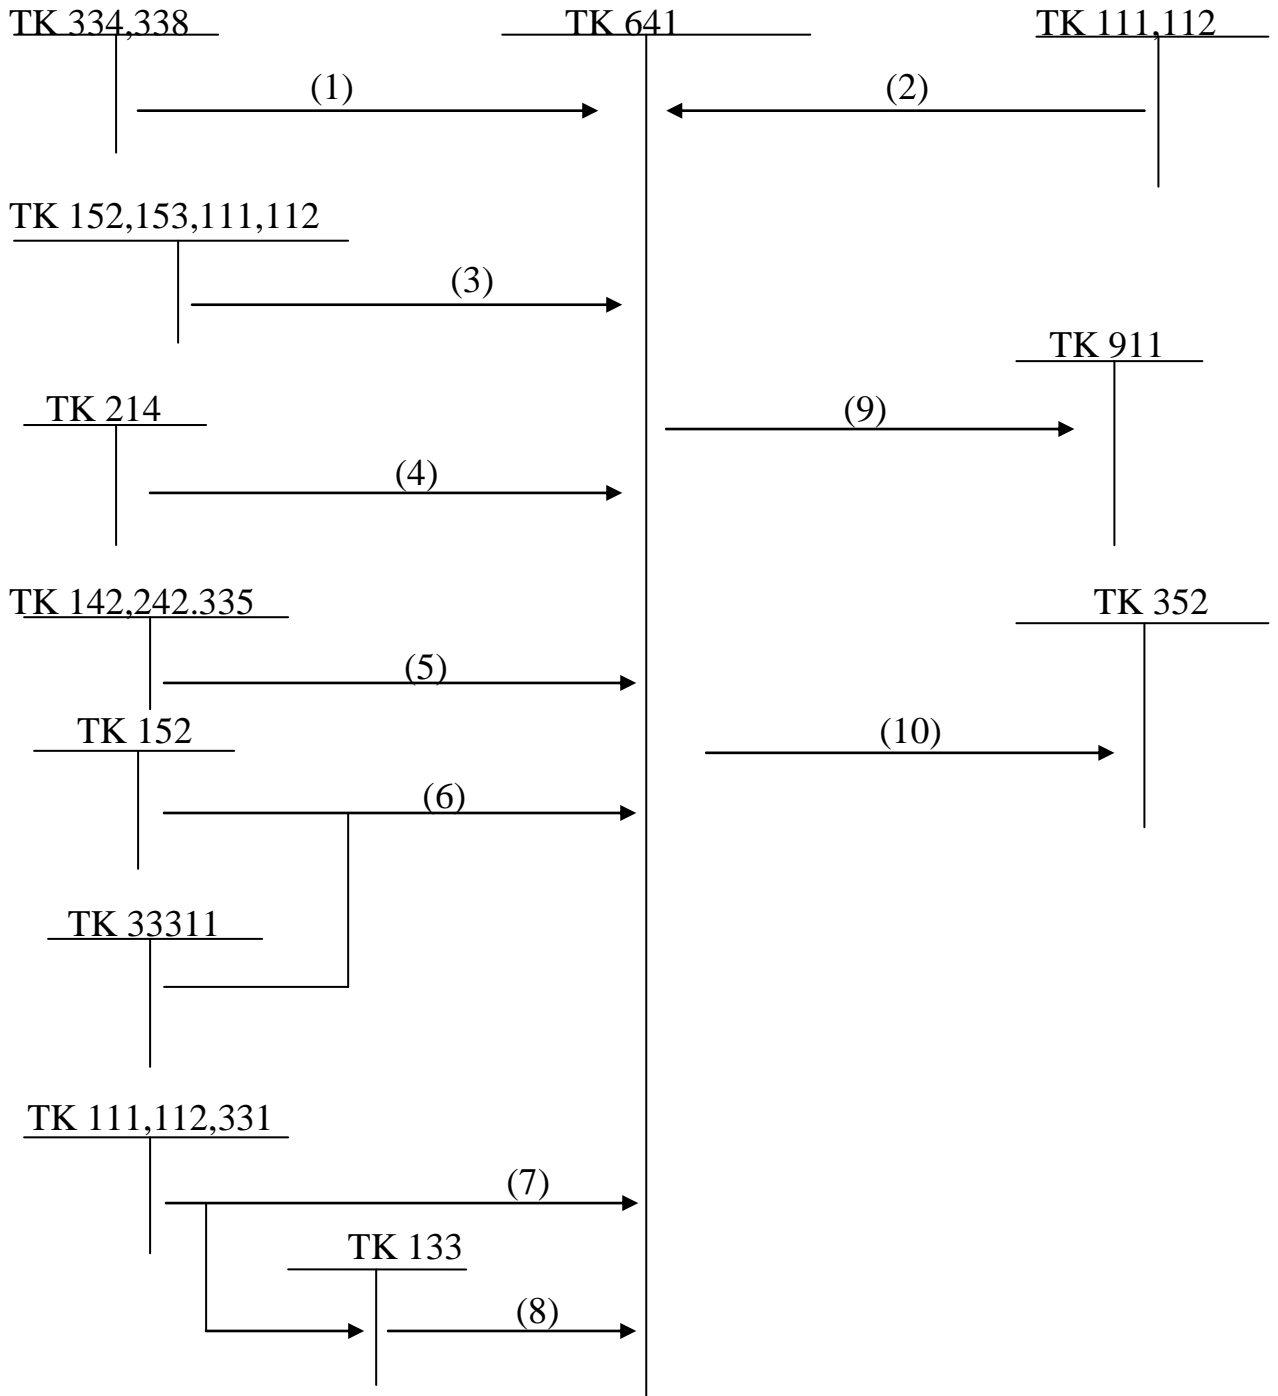 TK 334,338
TK 641
TK 111,112
(1)
(2)
TK 152,153,111,112
(3)
TK 911
TK 214
(9)
(4)
TK 142,242.335
TK 352
(5)
TK 152
(10)
(6)
TK 33311
TK 111,112,331
(7)
TK 133
(8)